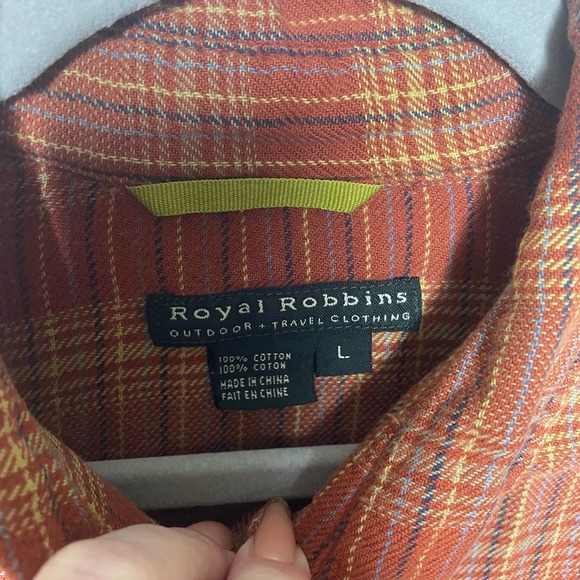 Royal Robbins
OUTDOOR + TRAVEL CLOTHING
100% COTTON
100% COTON
MADE IN CHINA
FAIT EN CHINE
L